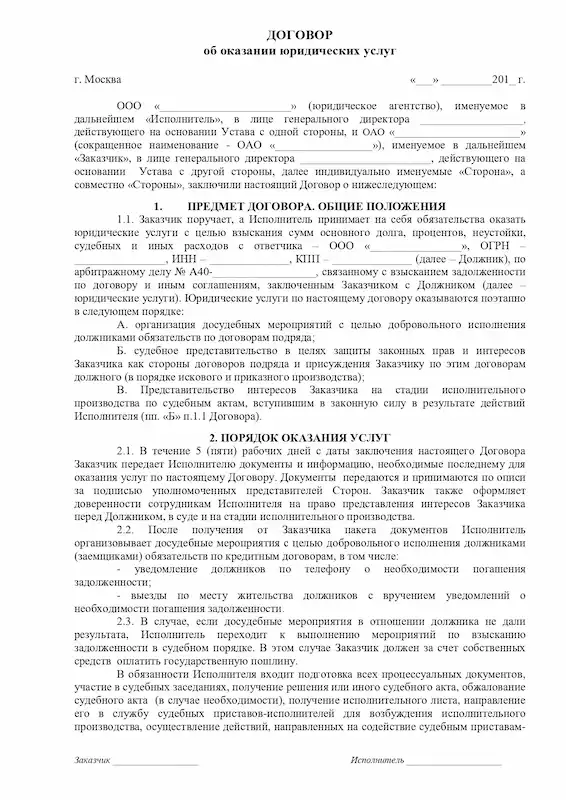 ДОГОВОР
об оказании юридических услуг
г. Москва «___» _________201_ г.
ООО «______________________» (юридическое агентство), именуемое в
дальнейшем «Исполнитель», в лице генерального директора _________________,
действующего на основании Устава с одной стороны, и ОАО «_____________________»
(сокращенное наименование - ОАО «________________»), именуемое в дальнейшем
«Заказчик», в лице генерального директора ______________________, действующего на
основании Устава с другой стороны, далее индивидуально именуемые «Сторона», а
совместно «Стороны», заключили настоящий Договор о нижеследующем:
1. ПРЕДМЕТ ДОГОВОРА. ОБЩИЕ ПОЛОЖЕНИЯ
1.1. Заказчик поручает, а Исполнитель принимает на себя обязательства оказать
юридические услуги с целью взыскания сумм основного долга, процентов, неустойки,
судебных и иных расходов с ответчика – ООО «_______________», ОГРН –
_______________, ИНН – _____________, КПП – _____________ (далее – Должник), по
арбитражному делу № А40-_________________, связанному с взысканием задолженности
по договору и иным соглашениям, заключенным Заказчиком с Должником (далее –
юридические услуги). Юридические услуги по настоящему договору оказываются поэтапно
в следующем порядке:
А. организация досудебных мероприятий с целью добровольного исполнения
должниками обязательств по договорам подряда;
Б. судебное представительство в целях защиты законных прав и интересов
Заказчика как стороны договоров подряда и присуждения Заказчику по этим договорам
должного (в порядке искового и приказного производства);
В. Представительство интересов Заказчика на стадии исполнительного
производства по судебным актам, вступившим в законную силу в результате действий
Исполнителя (пп. «Б» п.1.1 Договора).
2. ПОРЯДОК ОКАЗАНИЯ УСЛУГ
2.1. В течение 5 (пяти) рабочих дней с даты заключения настоящего Договора
Заказчик передает Исполнителю документы и информацию, необходимые последнему для
оказания услуг по настоящему Договору. Документы передаются и принимаются по описи
за подписью уполномоченных представителей Сторон. Заказчик также оформляет
доверенности сотрудникам Исполнителя на право представления интересов Заказчика
перед Должником, в суде и на стадии исполнительного производства.
2.2. После получения от Заказчика пакета документов Исполнитель
организовывает досудебные мероприятия с целью добровольного исполнения должниками
(заемщиками) обязательств по кредитным договорам, в том числе:
- уведомление должников по телефону о необходимости погашения
задолженности;
- выезды по месту жительства должников с вручением уведомлений о
необходимости погашения задолженности.
2.3. В случае, если досудебные мероприятия в отношении должника не дали
результата, Исполнитель переходит к выполнению мероприятий по взысканию
задолженности в судебном порядке. В этом случае Заказчик должен за счет собственных
средств оплатить государственную пошлину.
В обязанности Исполнителя входит подготовка всех процессуальных документов,
участие в судебных заседаниях, получение решения или иного судебного акта, обжалование
судебного акта (в случае необходимости), получение исполнительного листа, направление
его в службу судебных приставов-исполнителей для возбуждения исполнительного
производства, осуществление действий, направленных на содействие судебным приставам-
Заказчик _________________ Исполнитель ___________________